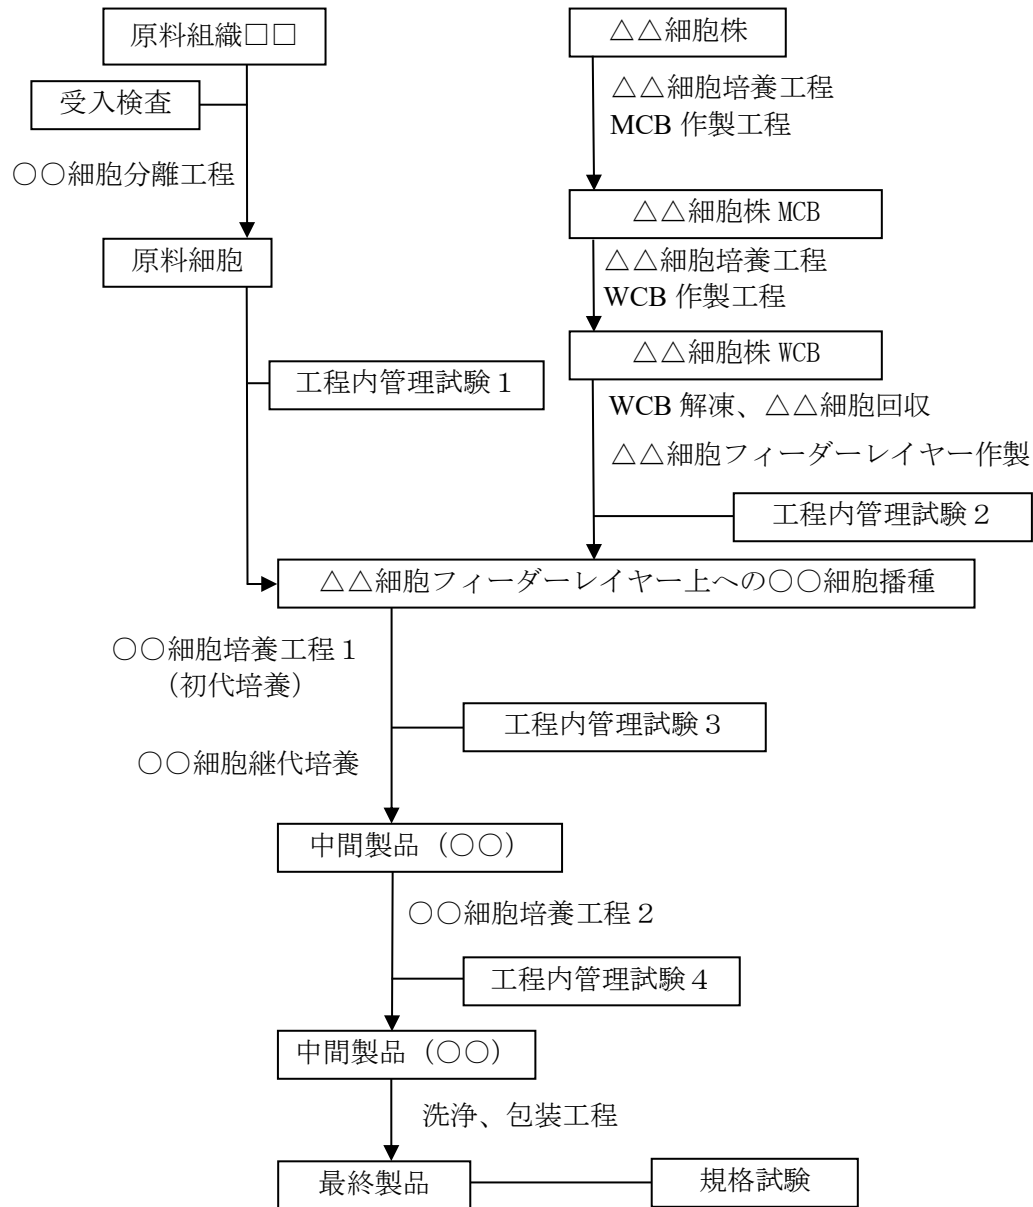 原料組織□□
受入検査
○○細胞分離工程
原料細胞
工程内管理試験１
△△細胞株
△△細胞培養工程
MCB 作製工程
△△細胞株 MCB
△△細胞培養工程
WCB 作製工程
△△細胞株 WCB
WCB 解凍、△△細胞回収
△△細胞フィーダーレイヤー作製
工程内管理試験２
△△細胞フィーダーレイヤー上への○○細胞播種
○○細胞培養工程１
（初代培養）
工程内管理試験３
○○細胞継代培養
中間製品（○○）
○○細胞培養工程２
工程内管理試験４
中間製品（○○）
洗浄、包装工程
最終製品
規格試験